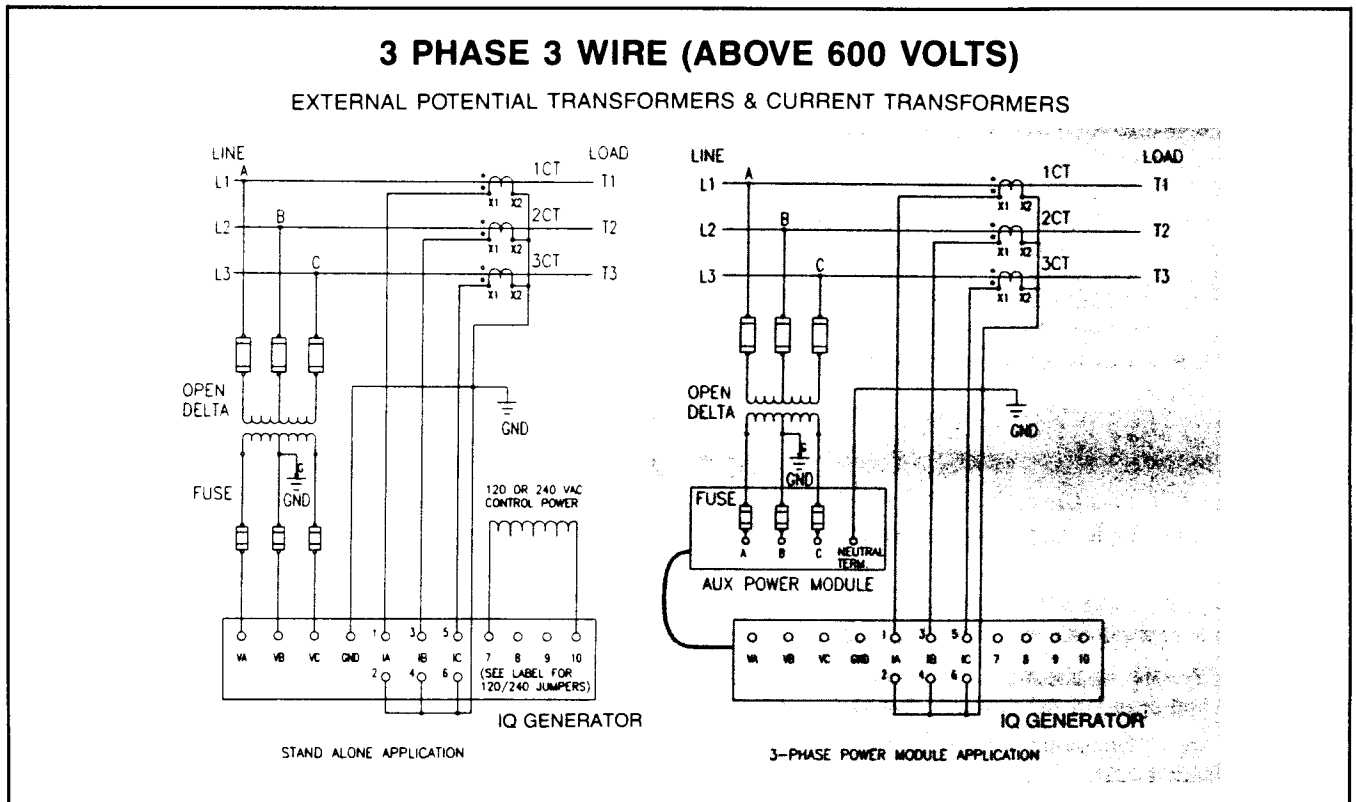 3 PHASE 3 WIRE (ABOVE 600 VOLTS)
EXTERNAL POTENTIAL TRANSFORMERS & CURRENT TRANSFORMERS
LINE
LOAD
A
1CT
L1
T1
X1 X2
B
2CT
L2
T2
X1 X2
C
3CT
L3
T3
X1 X2
OPEN
DELTA
GND
G
GND
FUSE
120 OR 240 VAC
CONTROL POWER
1 3 5
VA VB VC GND IA IB IC 7 8 9 10
2 4 6
(SEE LABEL FOR
120/240 JUMPERS)
IQ GENERATOR
STAND ALONE APPLICATION
LINE
LOAD
A
1CT
L1
T1
X1 X2
B
2CT
L2
T2
X1 X2
C
3CT
L3
T3
X1 X2
OPEN
DELTA
GND
G
GND
FUSE
A B C NEUTRAL
TERM.
AUX POWER MODULE
1 3 5
VA VB VC GND IA IB IC 7 8 9 10
2 4 6
IQ GENERATOR
3-PHASE POWER MODULE APPLICATION